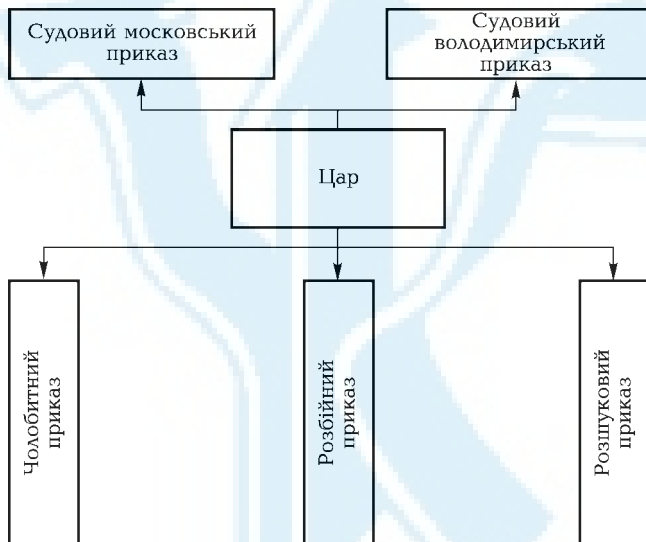 Судовий московський
приказ
Судовий
володимирський
приказ
Цар
Чолобитний
приказ
Розбійний
приказ
Розшуковий
приказ